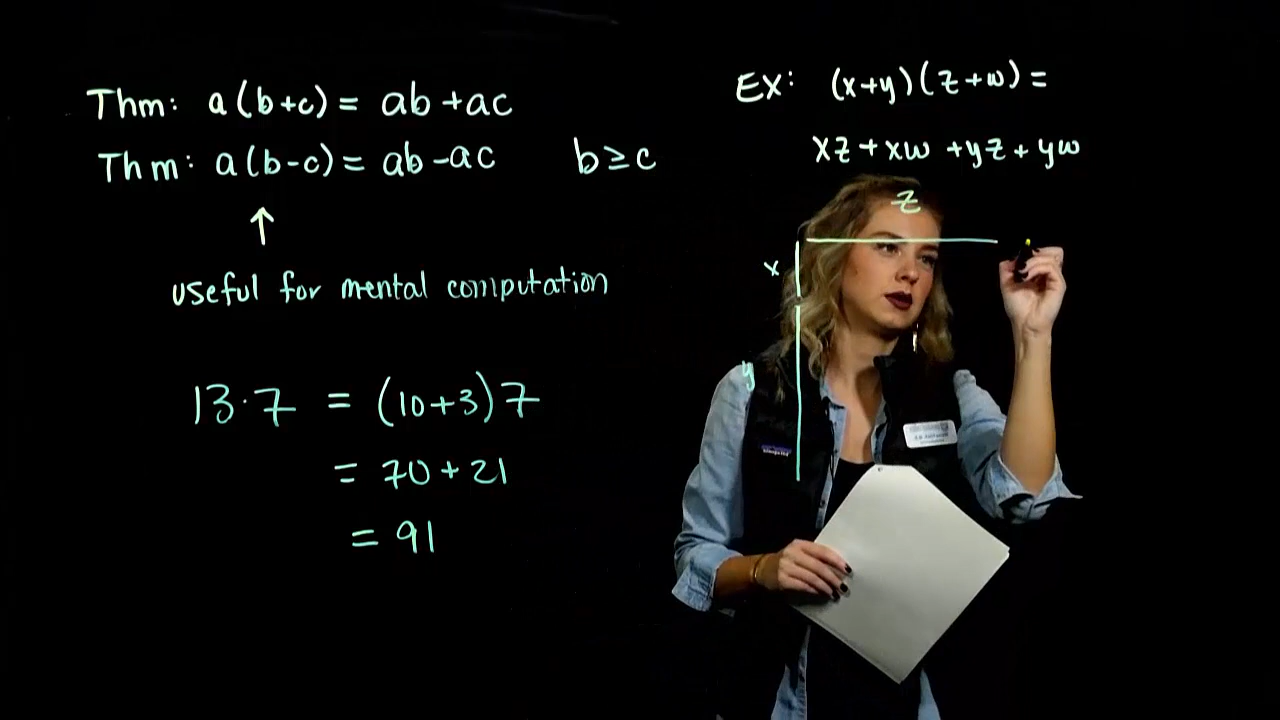 Thm: a(b+c) = ab+ac
Thm: a(b-c) = ab-ac b≥c
↑
useful for mental computation
13·7 = (10+3)7
= 70+21
= 91
EX: (x+y)(z+w) =
xz+xw+yz+yw
z
x
y